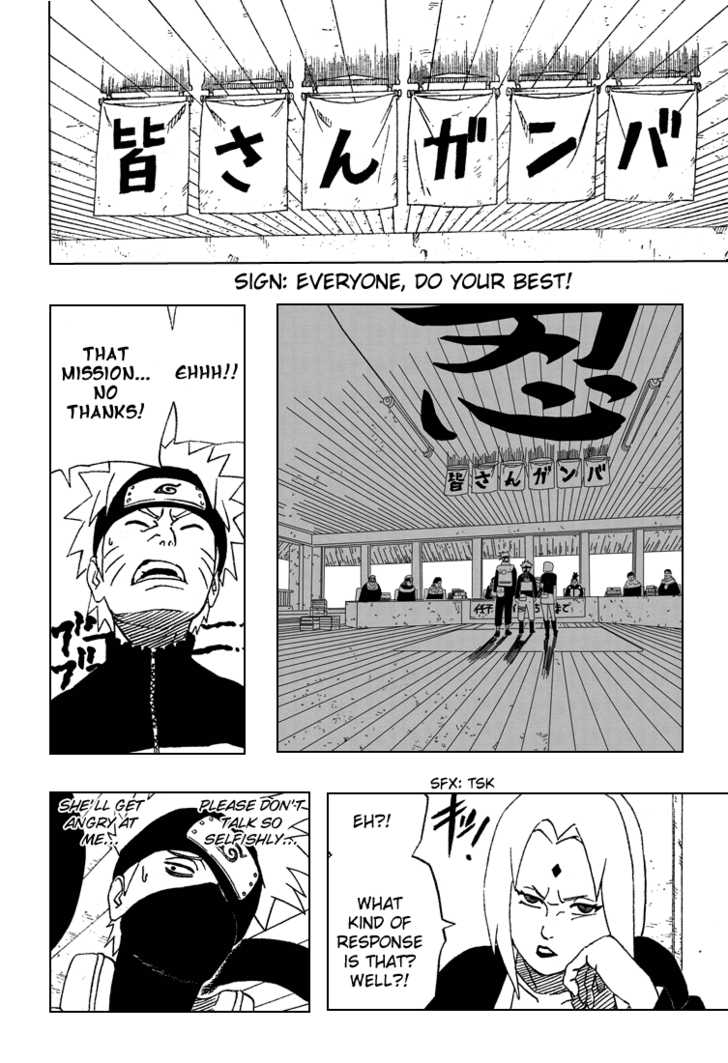 皆さんガンバ
SIGN: EVERYONE, DO YOUR BEST!
忍
皆さんガンバ
EHHH!!
THAT
MISSION...
NO
THANKS!
SFX: TSK
EH?!
WHAT
KIND OF
RESPONSE
IS THAT?
WELL?!
PLEASE DON'T
TALK SO
SELFISHLY...
SHE'LL GET
ANGRY AT
ME...